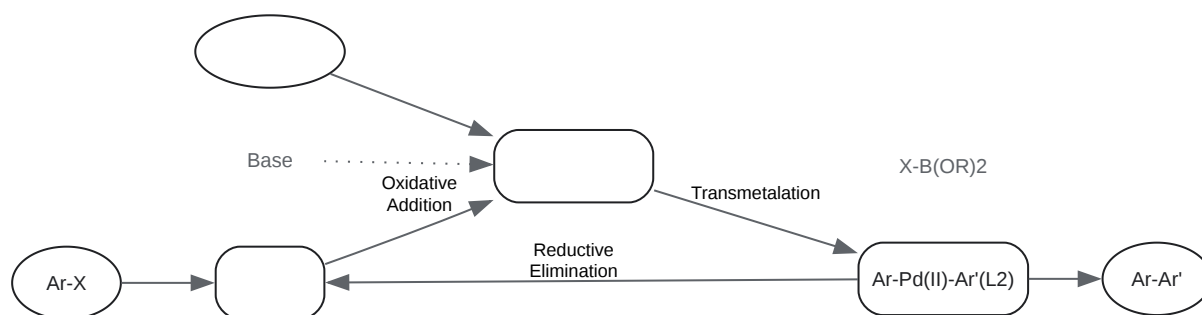 Base
X-B(OR)2
Oxidative
Addition
Transmetalation
Reductive
Elimination
Ar-X
Ar-Pd(II)-Ar'(L2)
Ar-Ar'